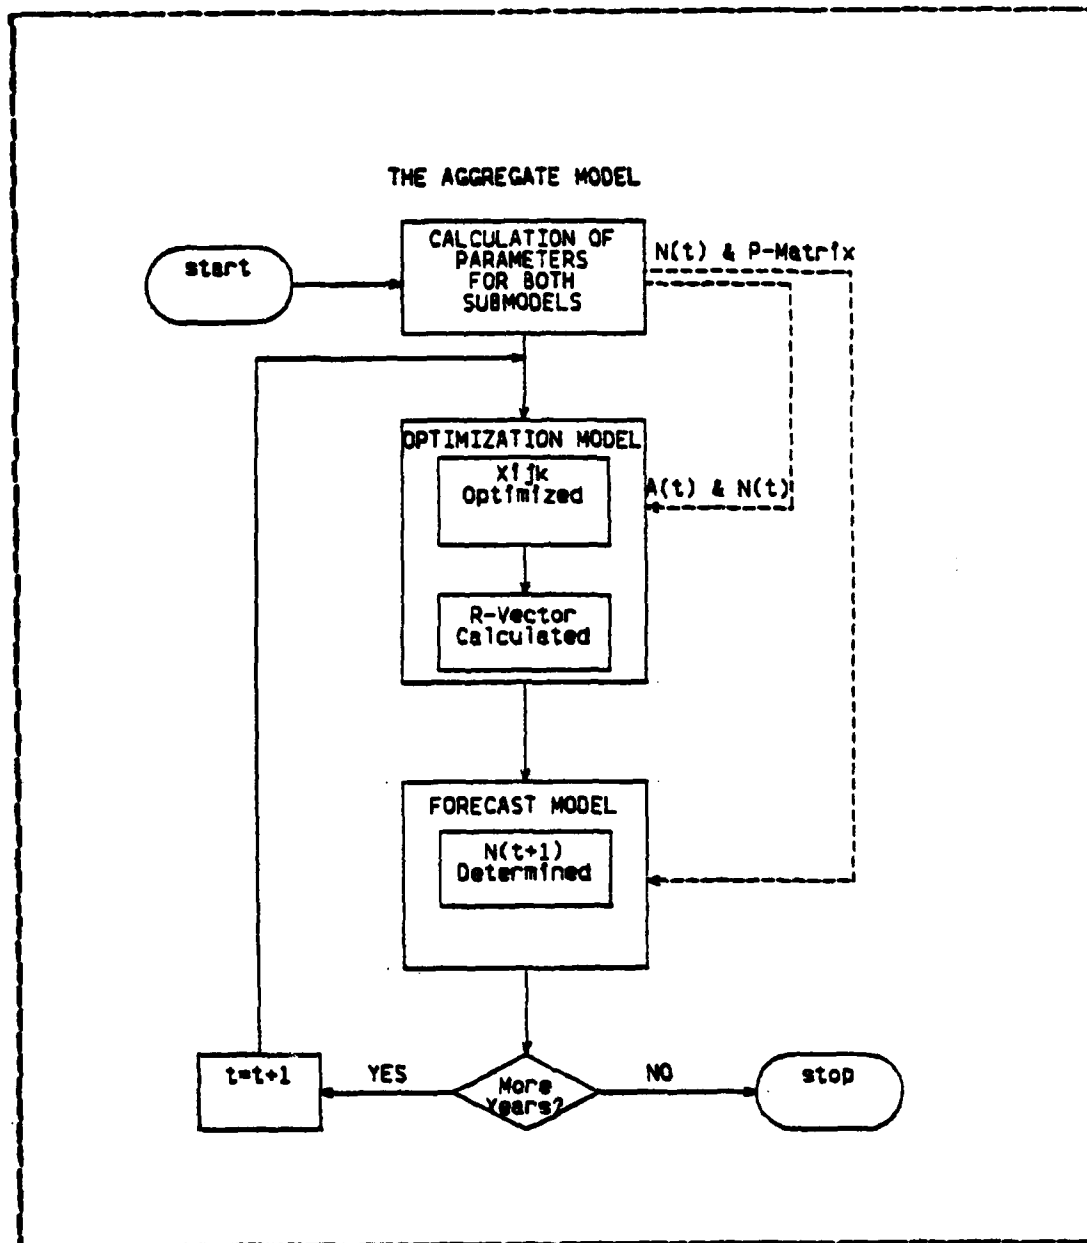 THE AGGREGATE MODEL
start
CALCULATION OF
PARAMETERS
FOR BOTH
SUBMODELS
N(t) & P-Matrix
OPTIMIZATION MODEL
Xijk
Optimized
A(t) & N(t)
R-Vector
Calculated
FORECAST MODEL
N(t+1)
Determined
t=t+1
YES
More
Years?
NO
stop